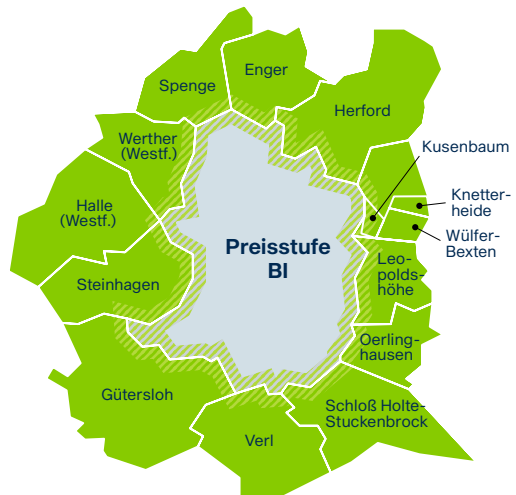 Enger
Spenge
Herford
Werther
(Westf.)
Kusenbaum
Knetter-
heide
Halle
(Westf.)
Wülfer-
Bexten
Preisstufe
BI
Leo-
polds-
höhe
Steinhagen
Oerling-
hausen
Gütersloh
Schloß Holte-
Stuckenbrock
Verl